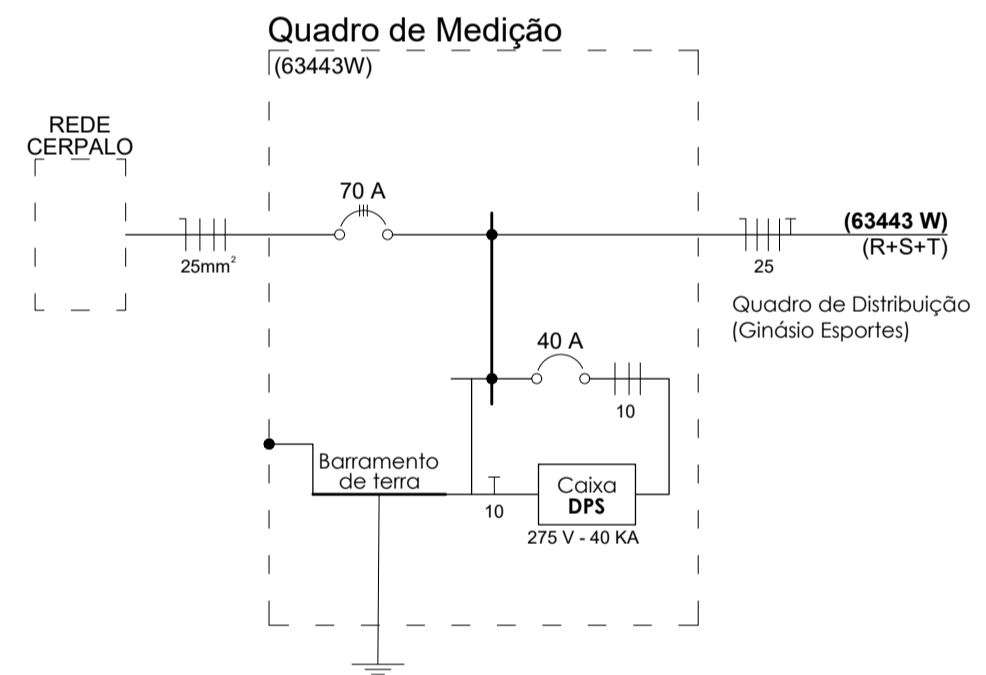 Quadro de Medição
(63443W)
REDE
CERPALO
70 A
25mm²
25
(63443 W)
(R+S+T)
Quadro de Distribuição
(Ginásio Esportes)
40 A
10
Barramento
de terra
10
Caixa
DPS
275 V - 40 KA